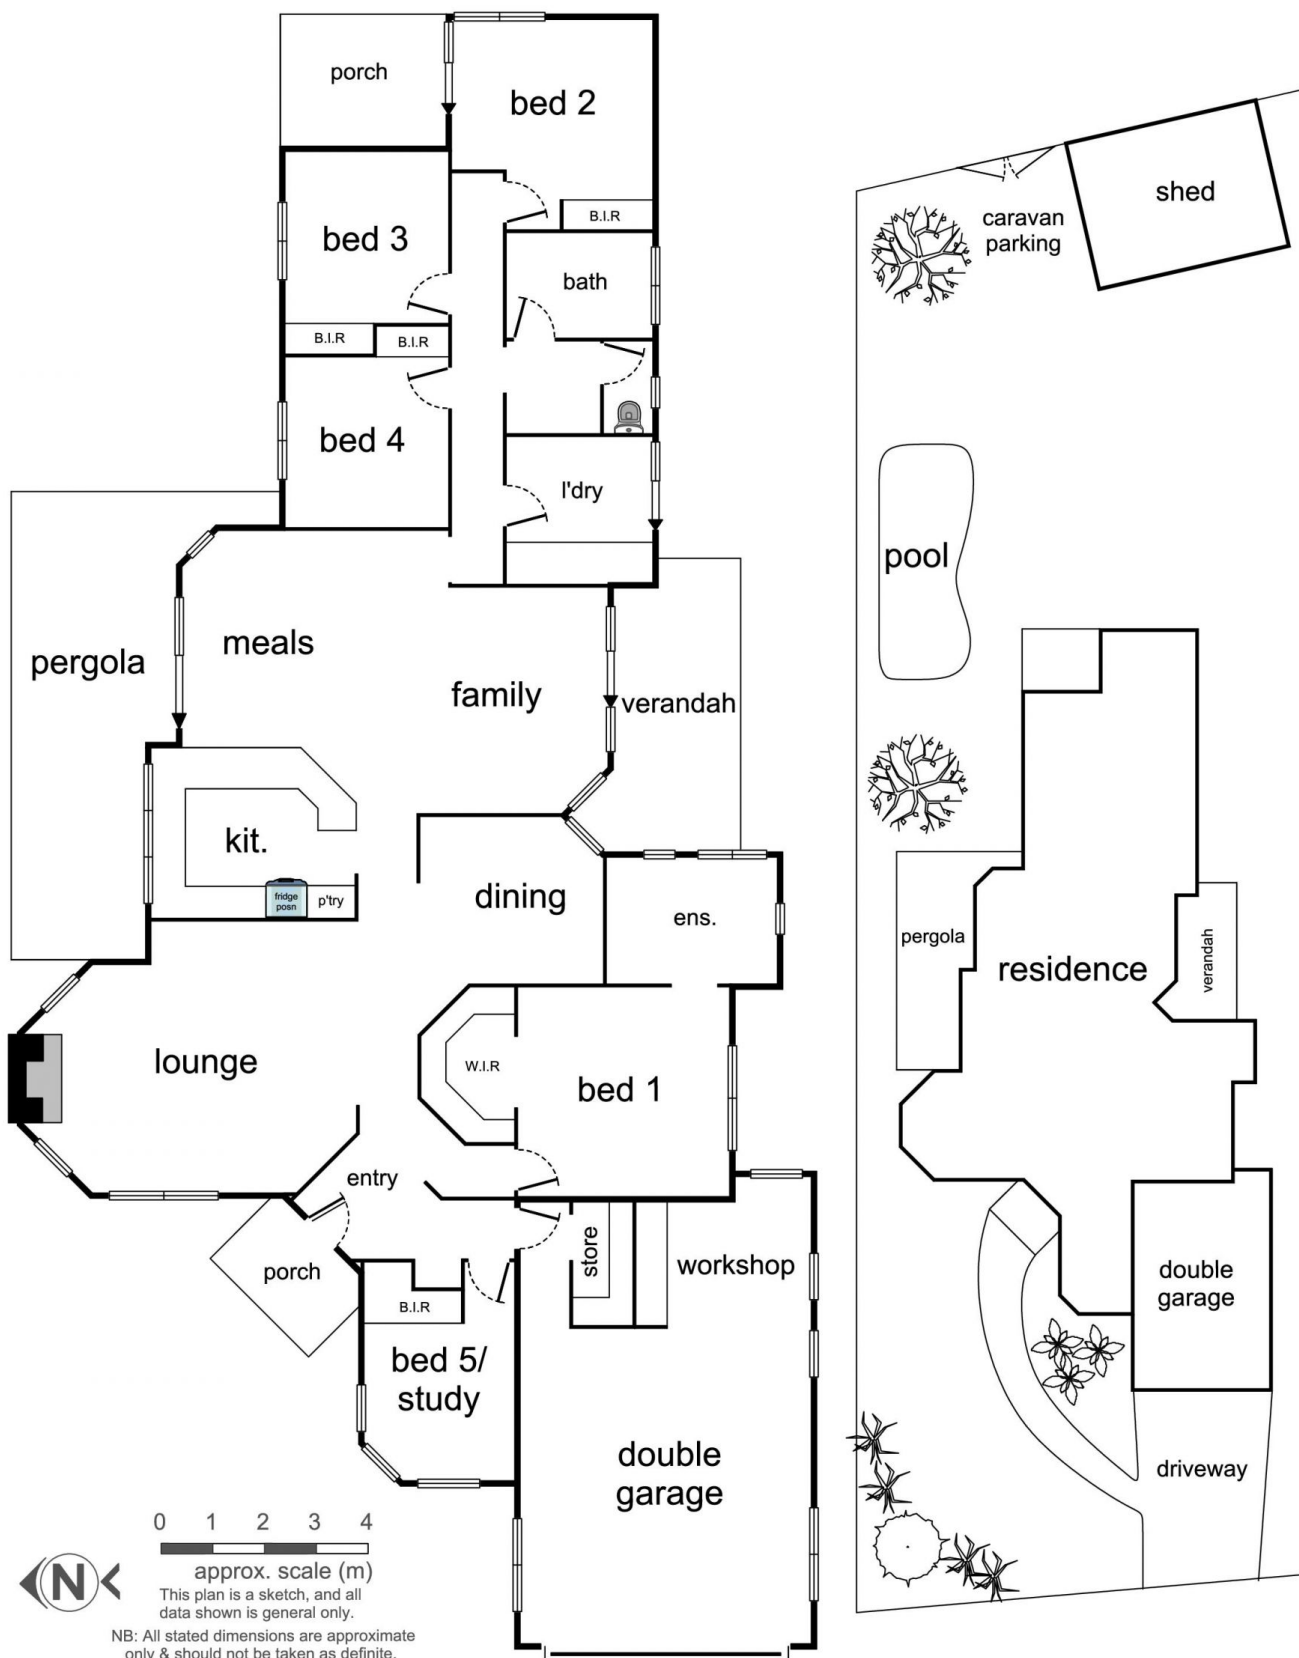 porch
bed 2
bed 3
B.I.R
bath
B.I.R
B.I.R
bed 4
l'dry
pergola
meals
family
verandah
kit.
fridge
posn
p'try
dining
ens.
lounge
W.I.R
bed 1
entry
porch
store
workshop
B.I.R
bed 5/
study
double
garage
0 1 2 3 4
approx. scale (m)
N
This plan is a sketch, and all
data shown is general only.
NB: All stated dimensions are approximate
only & should not be taken as definite.
shed
caravan
parking
pool
pergola
residence
verandah
double
garage
driveway